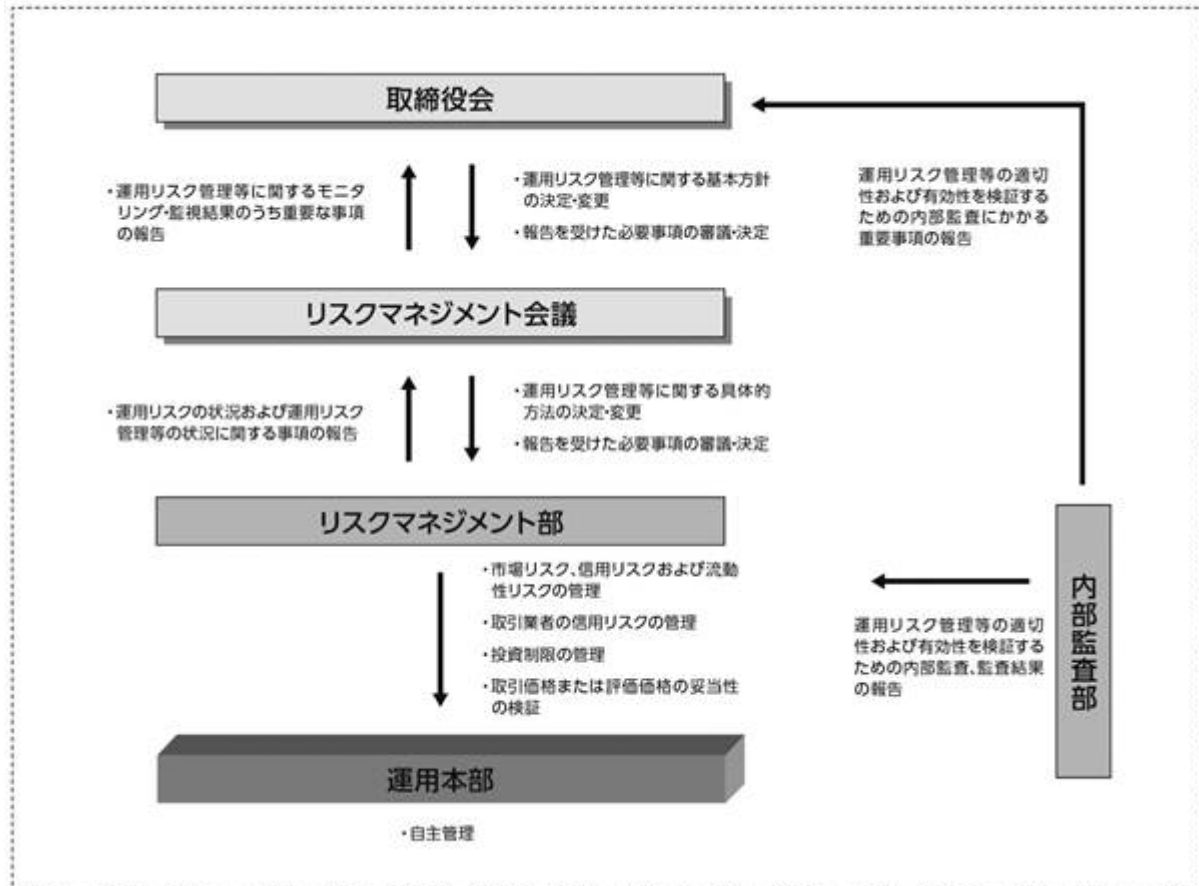 取締役会
・運用リスク管理等に関するモニタ
リング・監視結果のうち重要な事項
の報告
・運用リスク管理等に関する基本方針
の決定・変更
・報告を受けた必要事項の審議・決定
運用リスク管理等の適切
性および有効性を検証する
ための内部監査にかかる
重要事項の報告
リスクマネジメント会議
・運用リスクの状況および運用リスク
管理等の状況に関する事項の報告
・運用リスク管理等に関する具体的
方法の決定・変更
・報告を受けた必要事項の審議・決定
リスクマネジメント部
・市場リスク、信用リスクおよび流動
性リスクの管理
・取引業者の信用リスクの管理
・投資制限の管理
・取引価格または評価価格の妥当性
の検証
運用リスク管理等の適切
性および有効性を検証する
ための内部監査、監査結果
の報告
内部監査部
運用本部
・自主管理